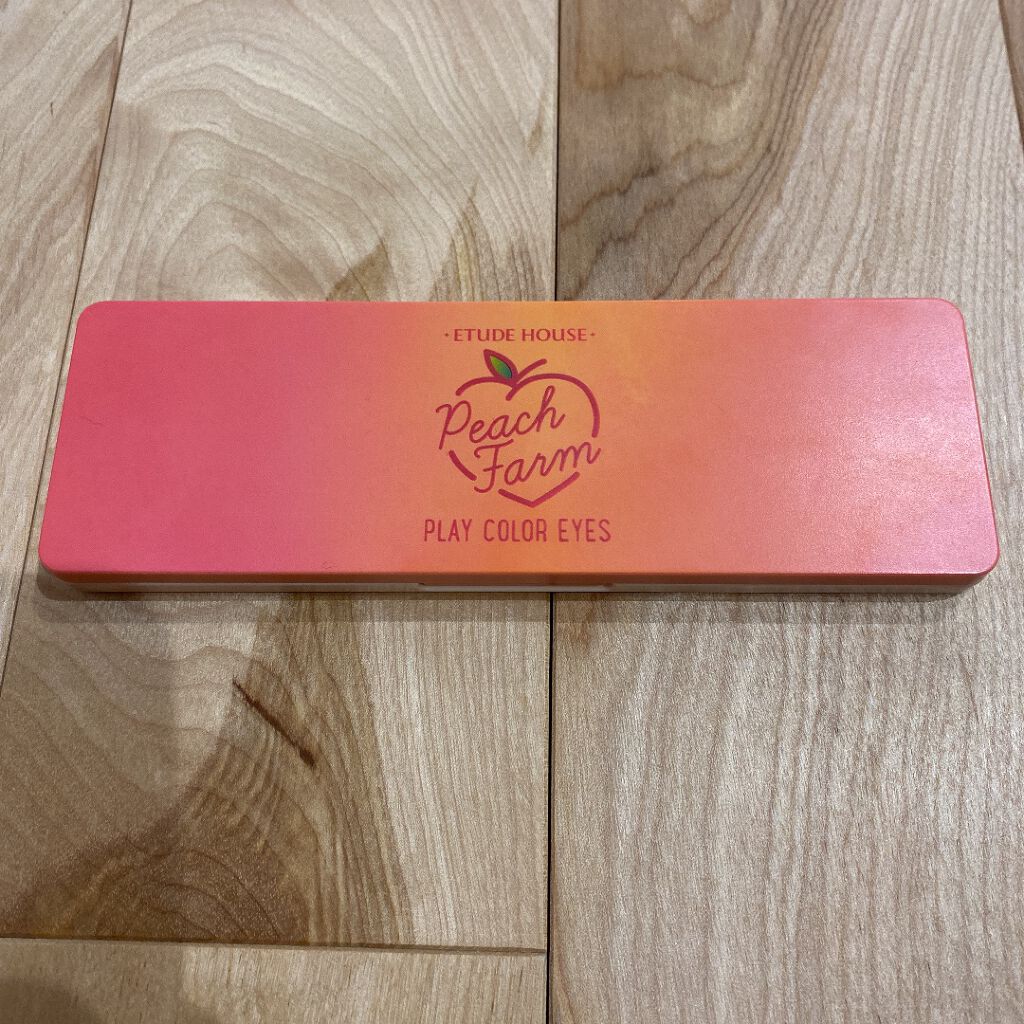 · ETUDE HOUSE ·
Peach
Farm
PLAY COLOR EYES